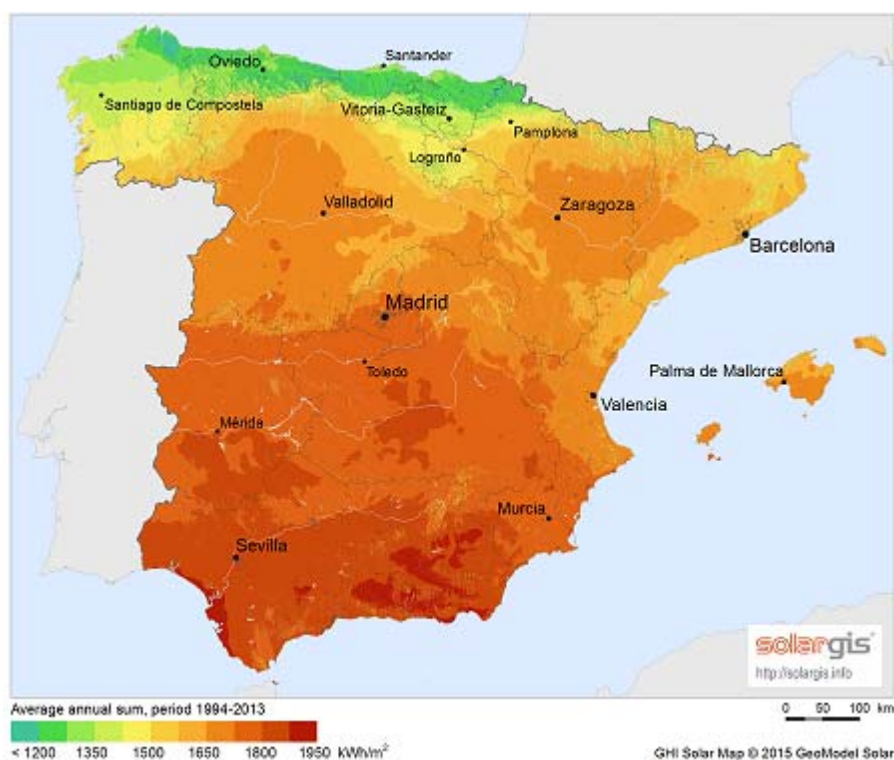 Oviedo
Santander
Santiago de Compostela
Vitoria-Gasteiz
Pamplona
Logroño
Valladolid
Zaragoza
Barcelona
Madrid
Toledo
Palma de Mallorca
Valencia
Mérida
Murcia
Sevilla
solargis
http://solargis.info
Average annual sum, period 1994-2013
0 50 100 km
< 1200 1350 1500 1650 1800 1950 kWh/m²
GHI Solar Map © 2015 GeoModel Solar